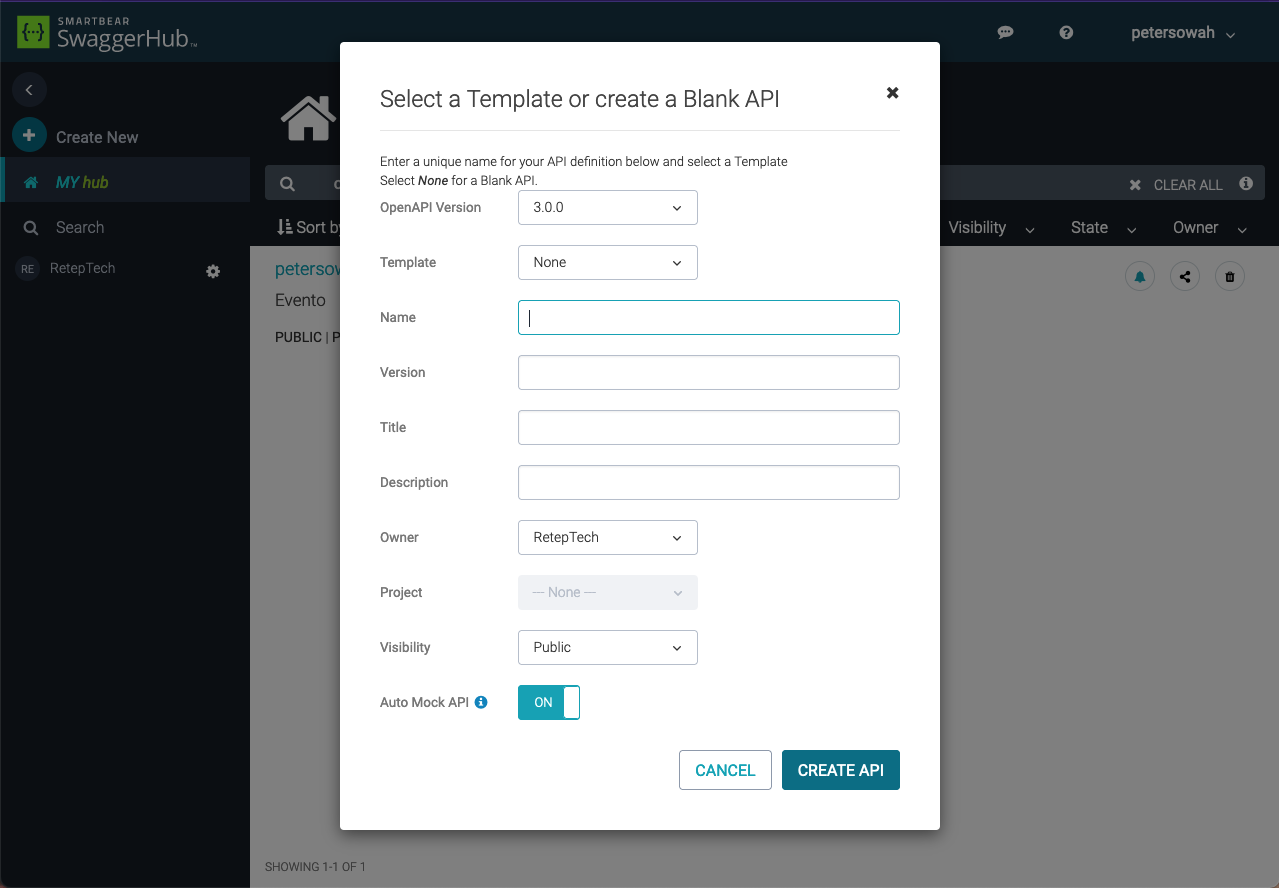 SMARTBEAR
SwaggerHub™
petersowah
Create New
MY hub
Search
RE RetepTech
CLEAR ALL
Sort by
Visibility State Owner
Evento
PUBLIC |
SHOWING 1-1 OF 1
Select a Template or create a Blank API
Enter a unique name for your API definition below and select a Template
Select None for a Blank API.
OpenAPI Version 3.0.0
Template None
Name
Version
Title
Description
Owner RetepTech
Project --- None ---
Visibility Public
Auto Mock API ON
CANCEL CREATE API